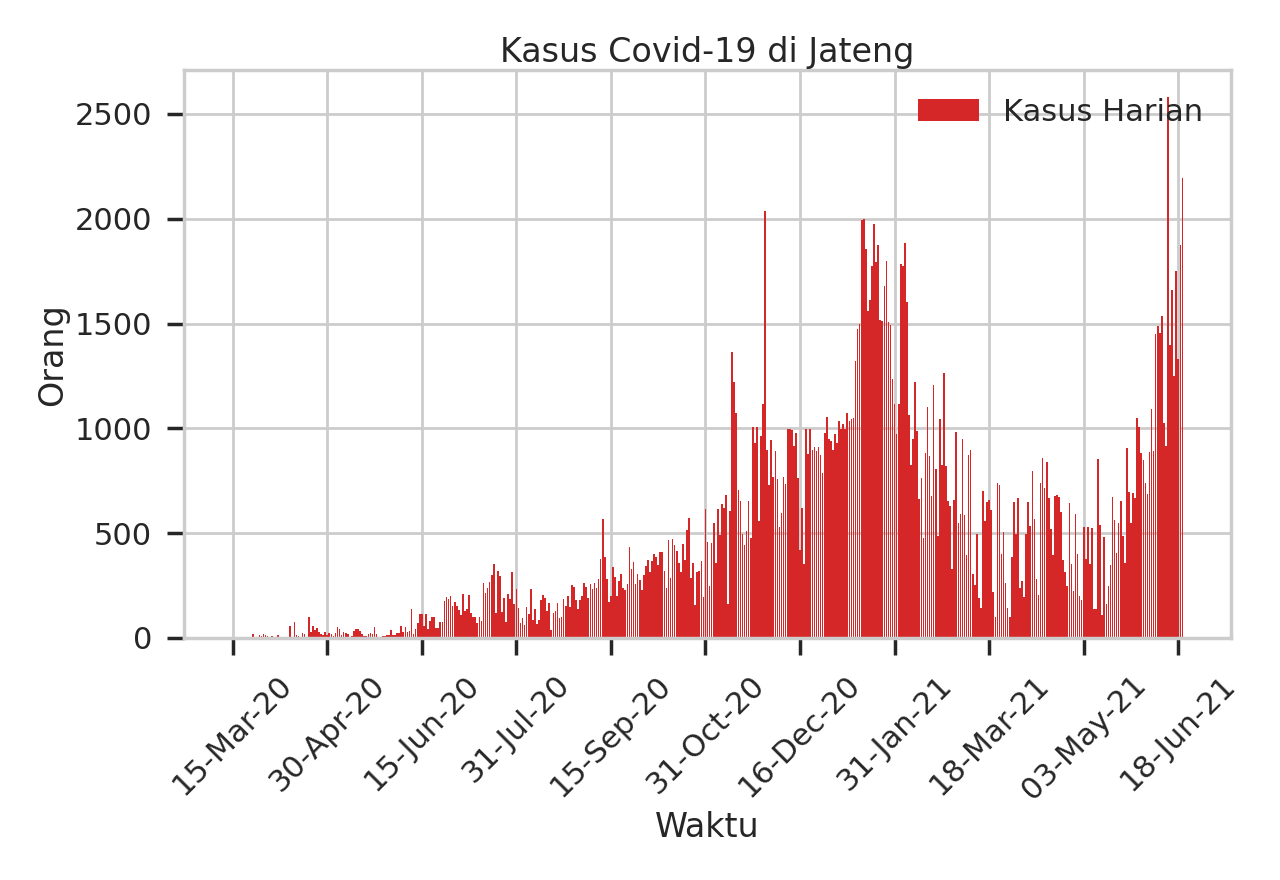 Kasus Covid-19 di Jateng
Kasus Harian
Orang
2500
2000
1500
1000
500
0
15-Mar-20
30-Apr-20
15-Jun-20
31-Jul-20
15-Sep-20
31-Oct-20
16-Dec-20
31-Jan-21
18-Mar-21
03-May-21
18-Jun-21
Waktu